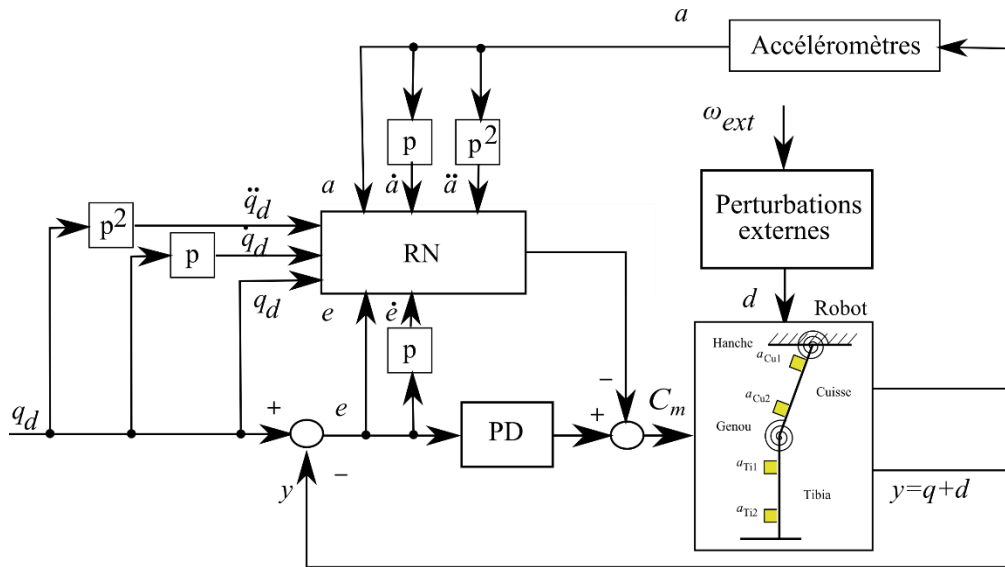 a
Accéléromètres
ω_ext
p
p²
a
ȧ
ä
Perturbations
externes
q̈_d
p²
q̇_d
p
RN
q_d
d
Robot
e
ė
p
Hanche
a_Cu1
Cuisse
a_Cu2
Genou
a_Ti1
Tibia
a_Ti2
q_d
+
e
PD
+
−
C_m
y
−
y=q+d